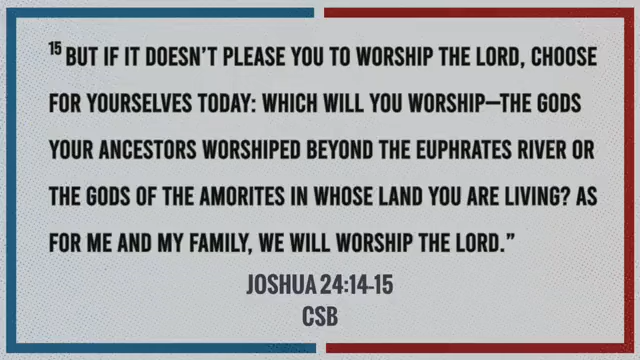 15 BUT IF IT DOESN'T PLEASE YOU TO WORSHIP THE LORD, CHOOSE
FOR YOURSELVES TODAY: WHICH WILL YOU WORSHIP—THE GODS
YOUR ANCESTORS WORSHIPED BEYOND THE EUPHRATES RIVER OR
THE GODS OF THE AMORITES IN WHOSE LAND YOU ARE LIVING? AS
FOR ME AND MY FAMILY, WE WILL WORSHIP THE LORD.”
JOSHUA 24:14-15
CSB